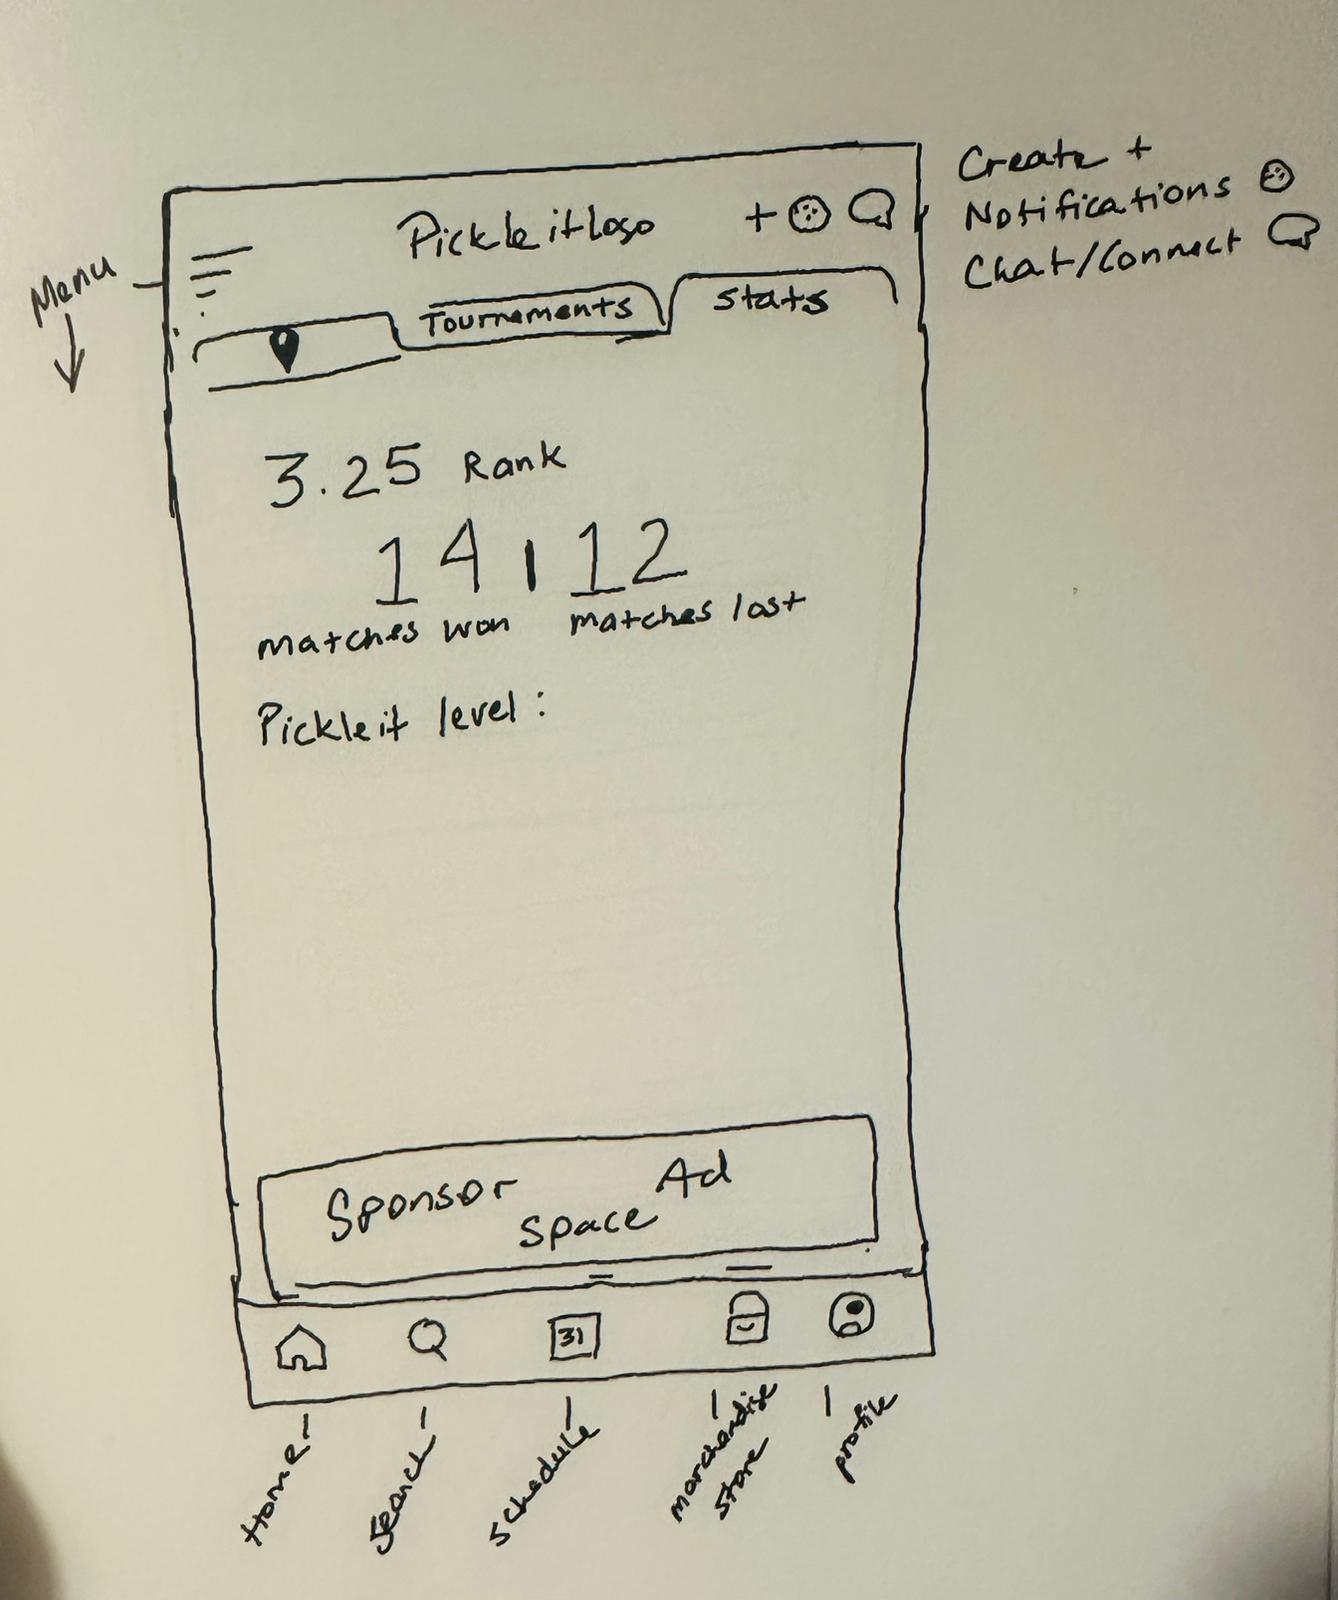 Create +
Notifications
Chat/Connect
Menu
Pickleit logo +
Tournaments
Stats
3.25 Rank
14 | 12
matches won matches lost
Pickleit level:
Sponsor Ad
Space
31
Home
Search
Schedule
merchandise
store
profile